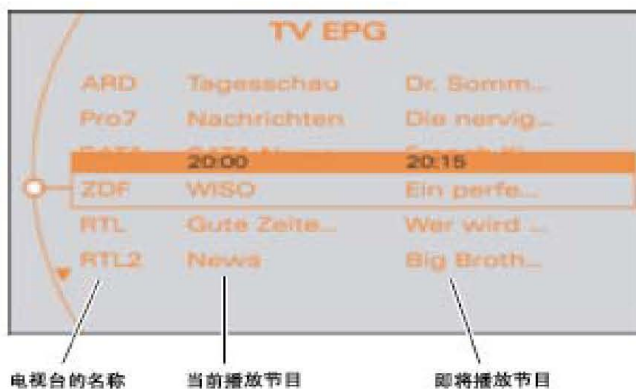 TV EPG
ARD Tagesschau Dr. Somm...
Pro7 Nachrichten Die nervig...
20:00 20:15
ZDF WISO Ein perfe...
RTL Gute Zeite... Wer wird ...
RTL2 News Big Broth...
电视台的名称 当前播放节目 即将播放节目